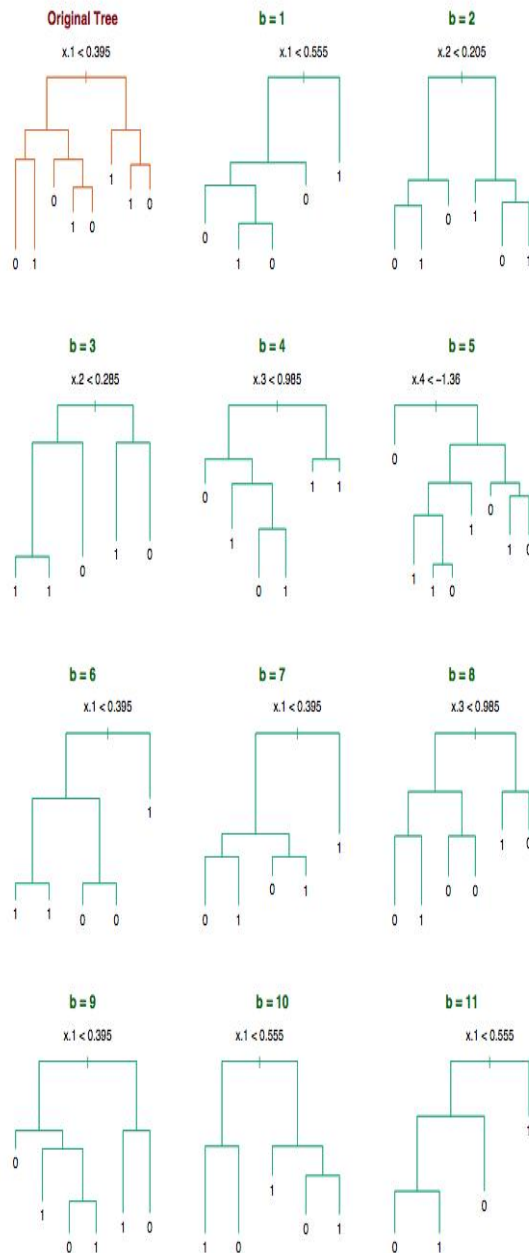 Original Tree b = 1 b = 2
x.1 < 0.395 x.1 < 0.555 x.2 < 0.205
0 1 0 1 0 1 1 0
0 1 0 0 1
0 1 0 1 0 1
b = 3 b = 4 b = 5
x.2 < 0.285 x.3 < 0.985 x.4 < −1.36
1 1 0 1 0
0 1 0 1 1 1
0 1 1 0 1 0 1 0
b = 6 b = 7 b = 8
x.1 < 0.395 x.1 < 0.395 x.3 < 0.985
1 1 0 0 1
0 1 0 1 1
0 1 0 0 1 0
b = 9 b = 10 b = 11
x.1 < 0.395 x.1 < 0.555 x.1 < 0.555
0 1 0 1 1 0
1 0 1 0 1
0 1 0 1